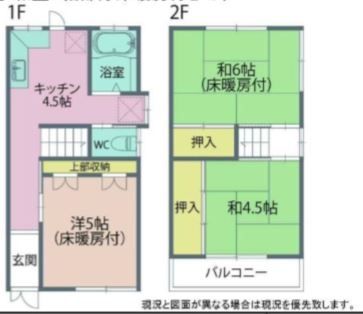 1F
2F
浴室
キッチン
4.5帖
WC
上部収納
洋5帖
(床暖房付)
玄関
和6帖
(床暖房付)
押入
押入
和4.5帖
バルコニー
現況と図面が異なる場合は現況を優先致します。